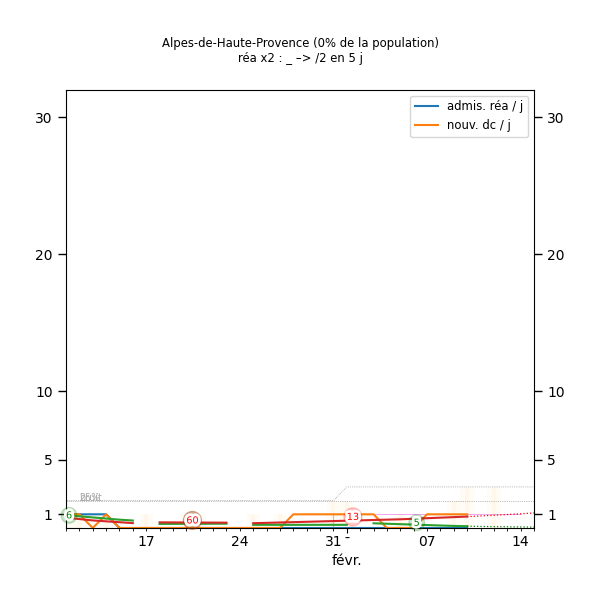 Alpes-de-Haute-Provence (0% de la population)
réa x2 : _ –> /2 en 5 j
admis. réa / j
nouv. dc / j
30 30
20 20
10 10
5 5
6 60 13 5
1 1
17 24 31 07 14
févr.